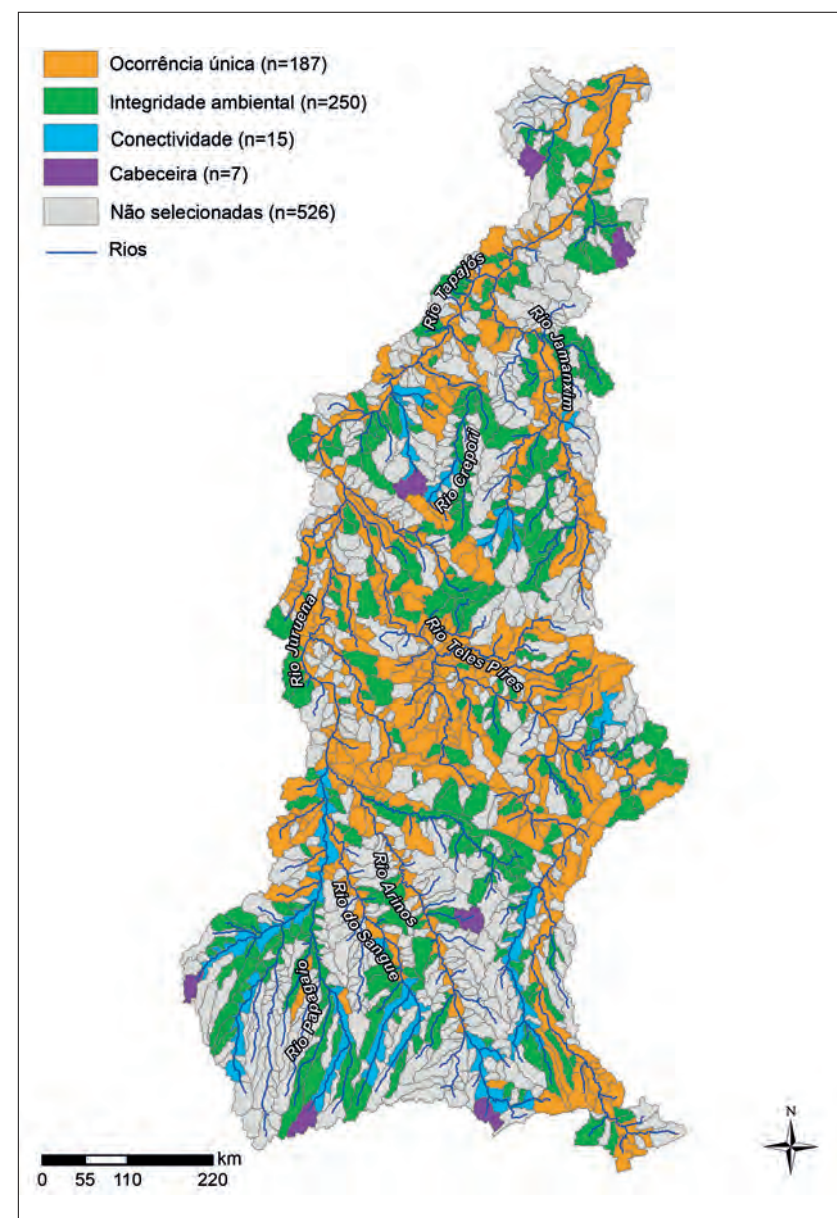 Ocorrência única (n=187)
Integridade ambiental (n=250)
Conectividade (n=15)
Cabeceira (n=7)
Não selecionadas (n=526)
Rios
Rio Tapajós
Rio Jamanxim
Rio Crepori
Rio Juruena
Rio Teles Pires
Rio Arinos
Rio do Sangue
Rio Papagaio
N
km
0 55 110 220